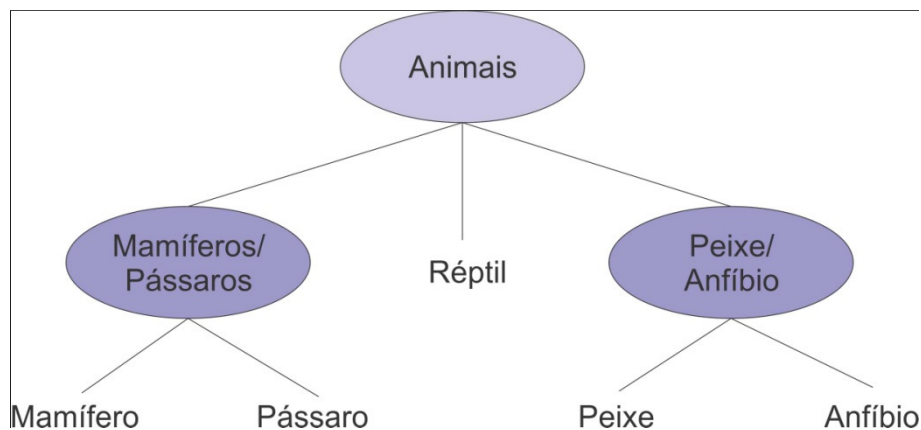 Animais
Mamíferos/
Pássaros
Réptil
Peixe/
Anfíbio
Mamífero
Pássaro
Peixe
Anfíbio